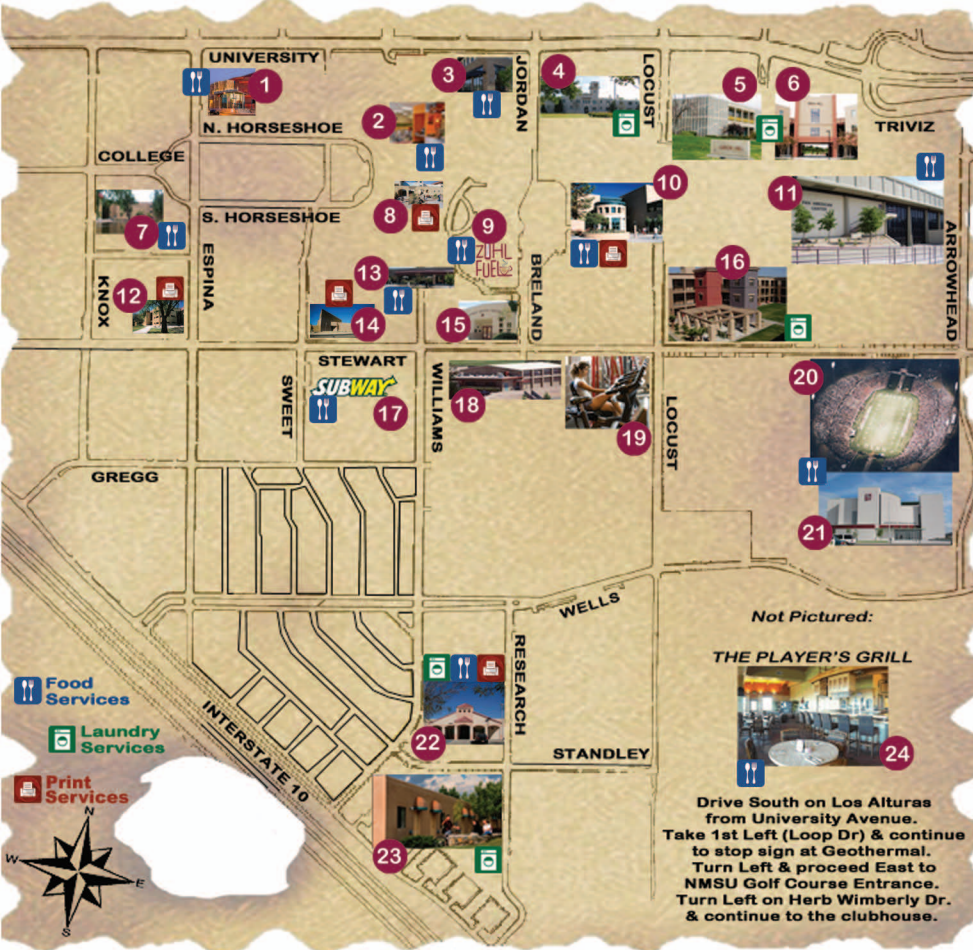 UNIVERSITY
1
3
JORDAN
4
LOCUST
5
6
TRIVIZ
2
N. HORSESHOE
COLLEGE
7
S. HORSESHOE
8
9
ZUHL
FUEL
10
11
ARROWHEAD
KNOX
ESPINA
12
13
14
15
BRELAND
16
STEWART
SUBWAY
17
SWEET
WILLIAMS
18
19
LOCUST
20
21
GREGG
WELLS
RESEARCH
22
STANDLEY
23
INTERSTATE 10
Food
Services
Laundry
Services
Print
Services
N
W
E
S
Not Pictured:
THE PLAYER'S GRILL
24
Drive South on Los Alturas
from University Avenue.
Take 1st Left (Loop Dr) & continue
to stop sign at Geothermal.
Turn Left & proceed East to
NMSU Golf Course Entrance.
Turn Left on Herb Wimberly Dr.
& continue to the clubhouse.